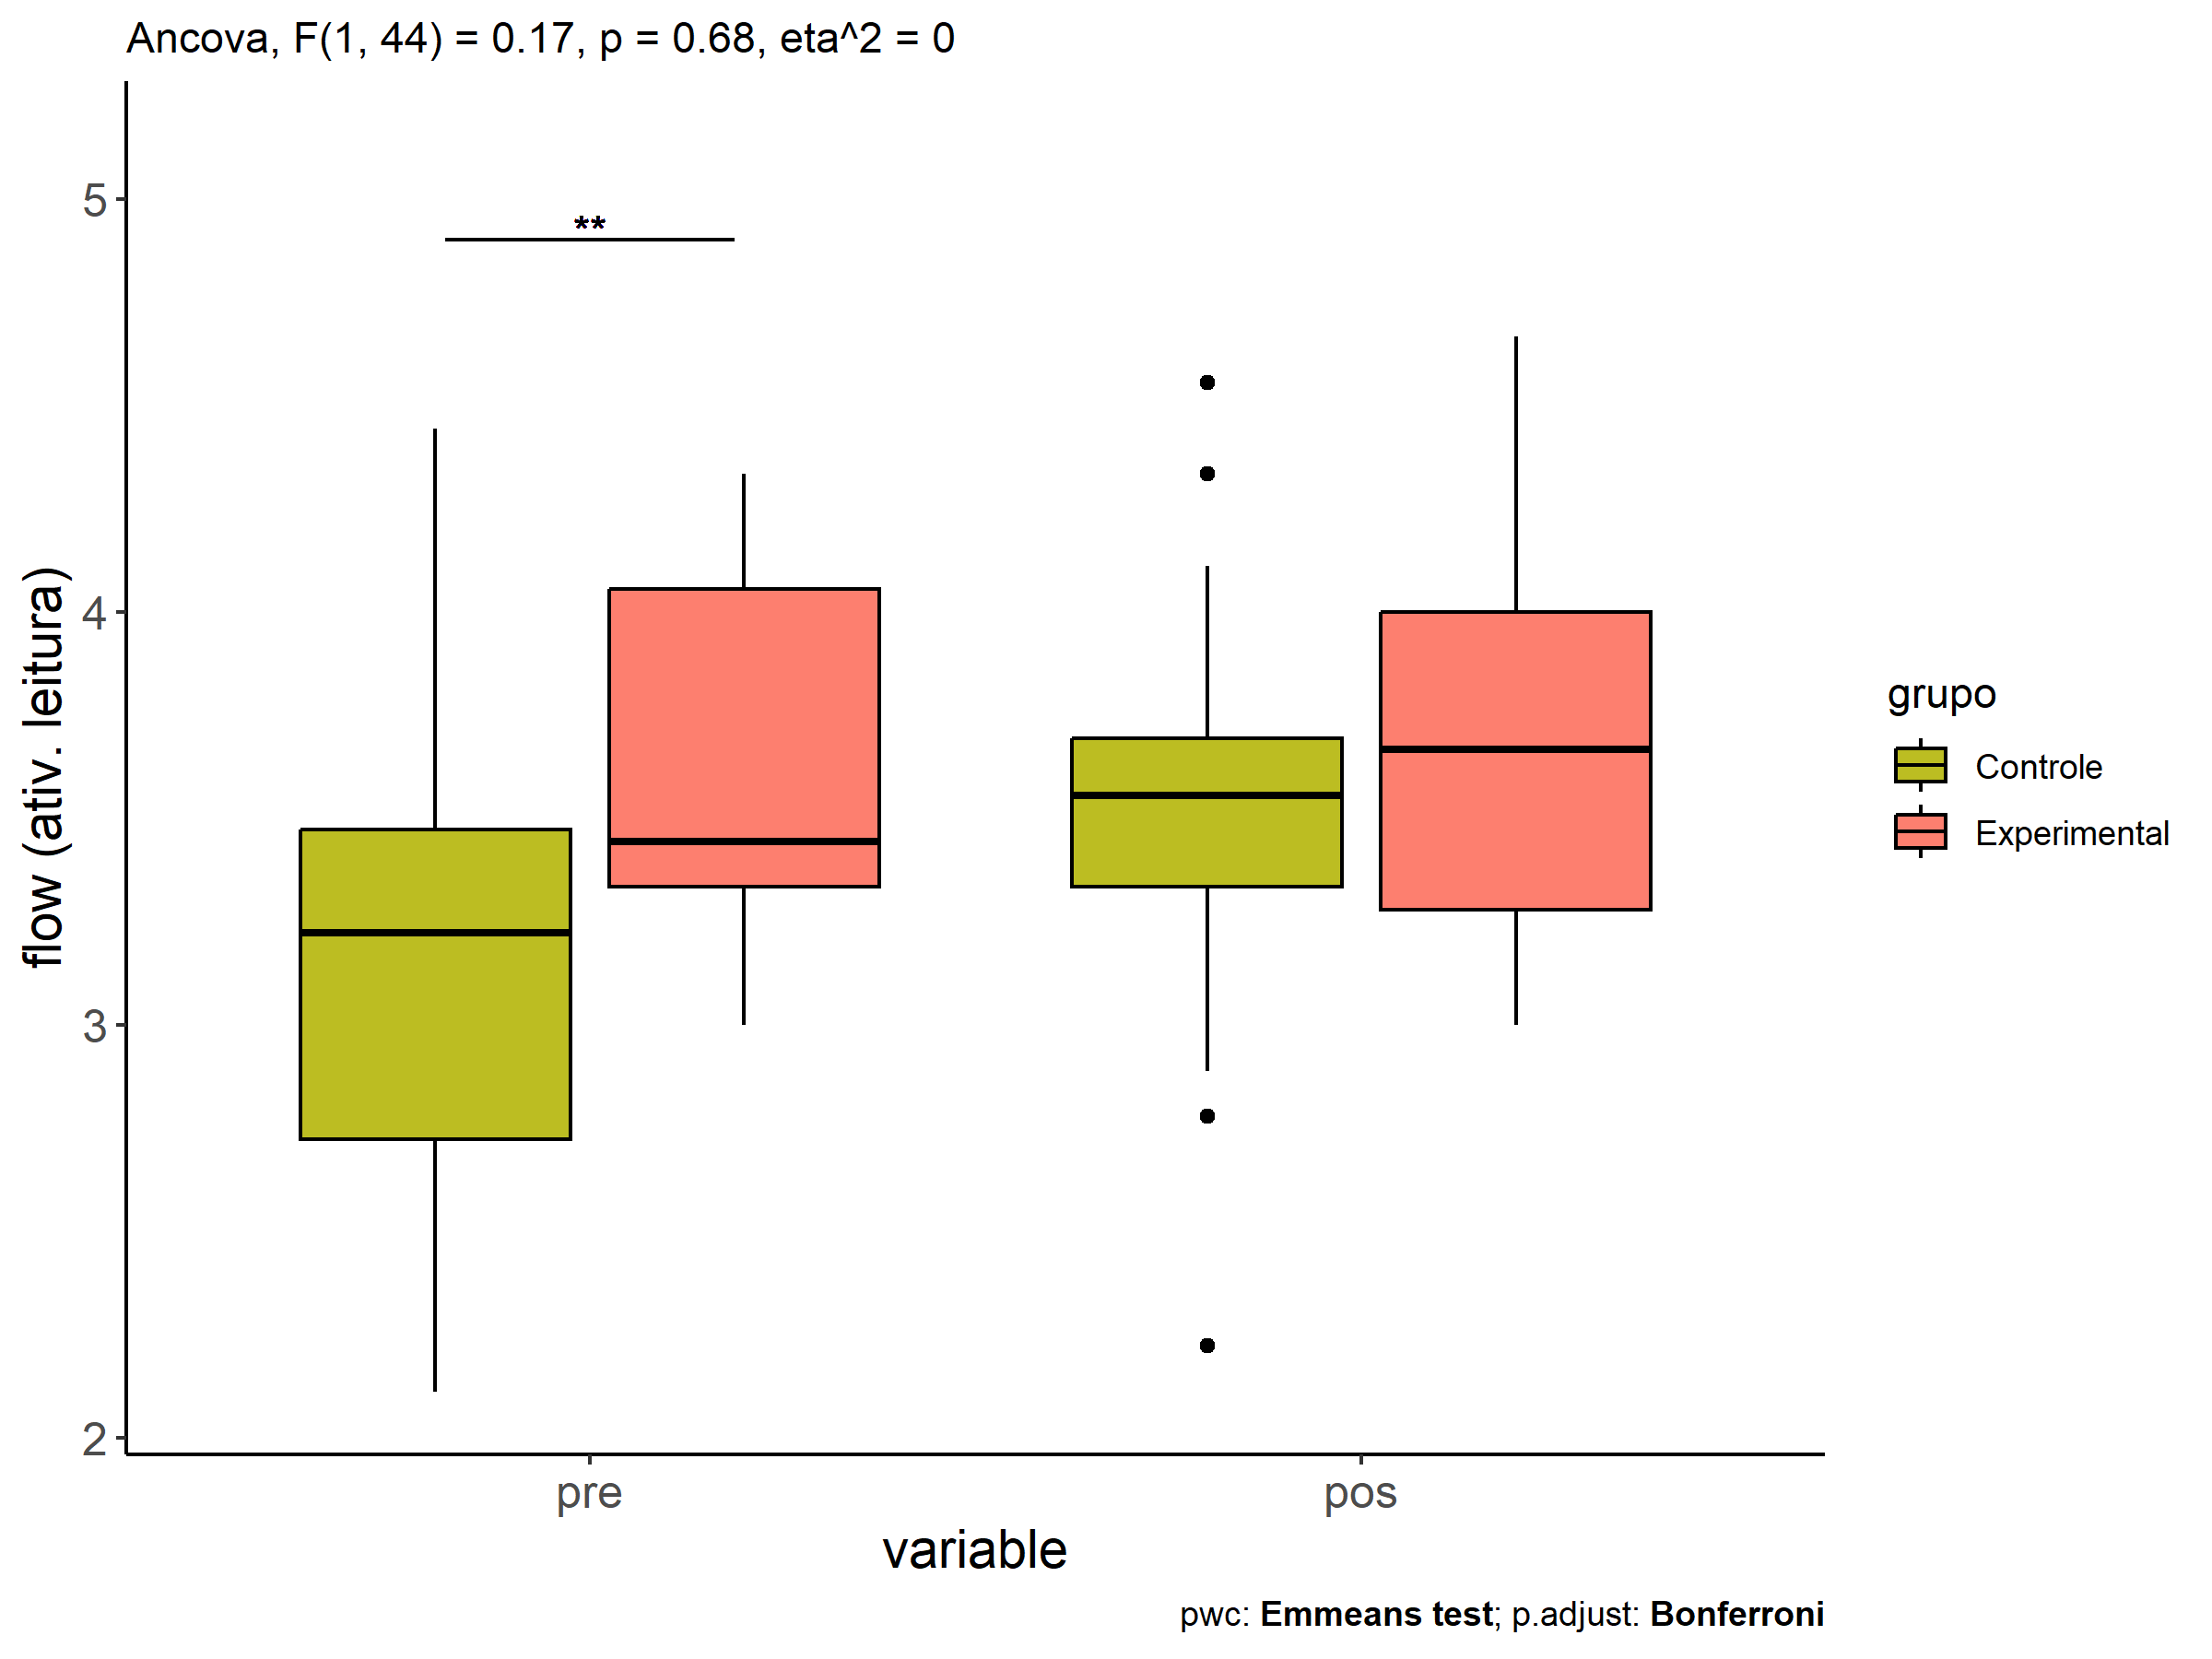 Ancova, F(1, 44) = 0.17, p = 0.68, eta^2 = 0
5
4
3
2
**
flow (ativ. leitura)
pre
pos
variable
grupo
Controle
Experimental
pwc: Emmeans test; p.adjust: Bonferroni